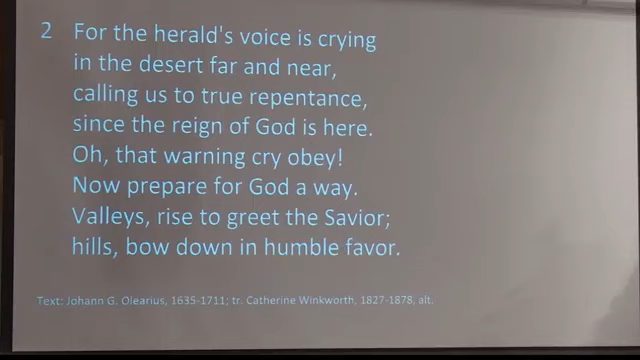 2 For the herald's voice is crying
in the desert far and near,
calling us to true repentance,
since the reign of God is here.
Oh, that warning cry obey!
Now prepare for God a way.
Valleys, rise to greet the Savior;
hills, bow down in humble favor.
Text: Johann G. Olearius, 1635-1711; tr. Catherine Winkworth, 1827-1878, alt.